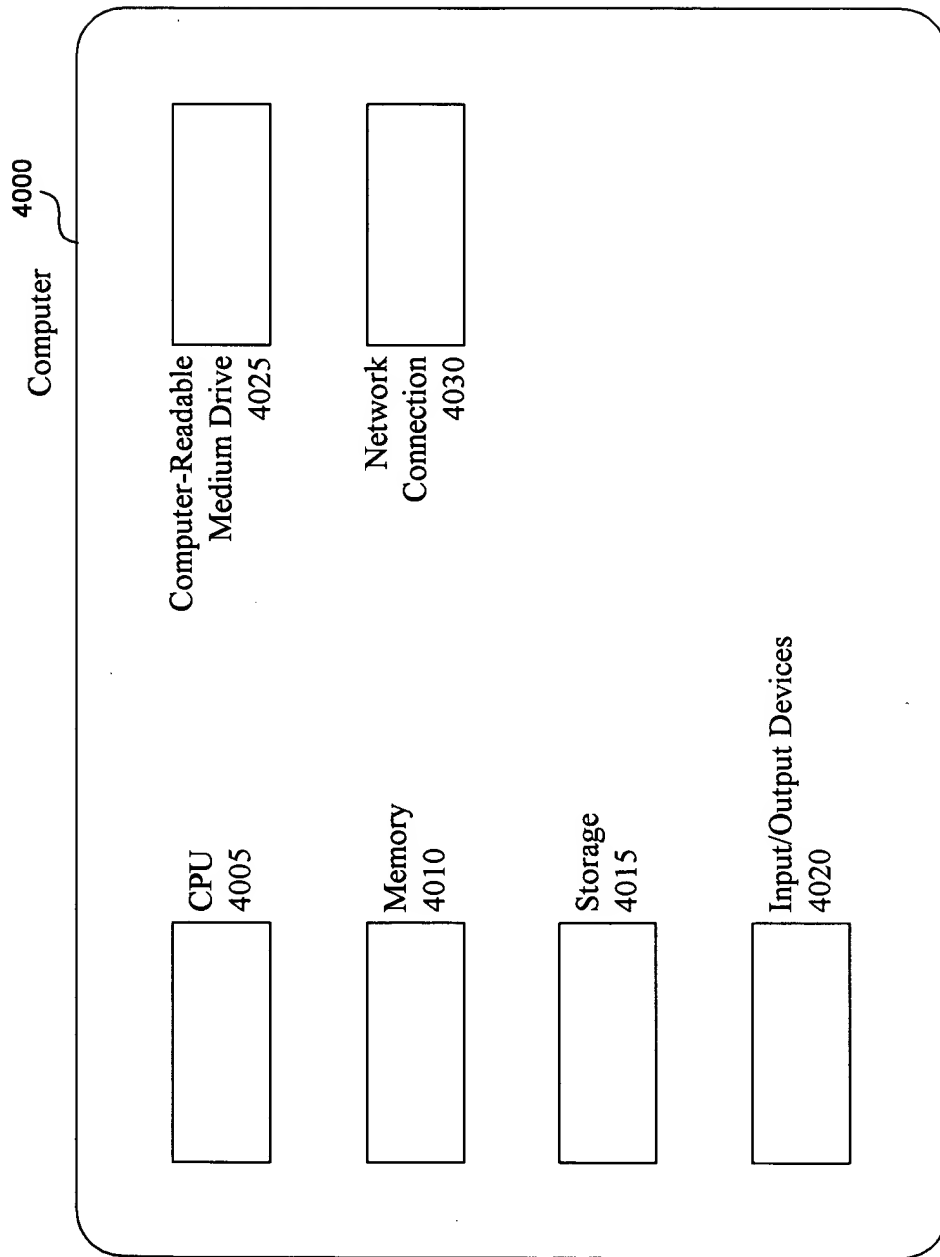 Computer
4000
CPU
4005
Memory
4010
Storage
4015
Input/Output Devices
4020
Computer-Readable
Medium Drive
4025
Network
Connection
4030